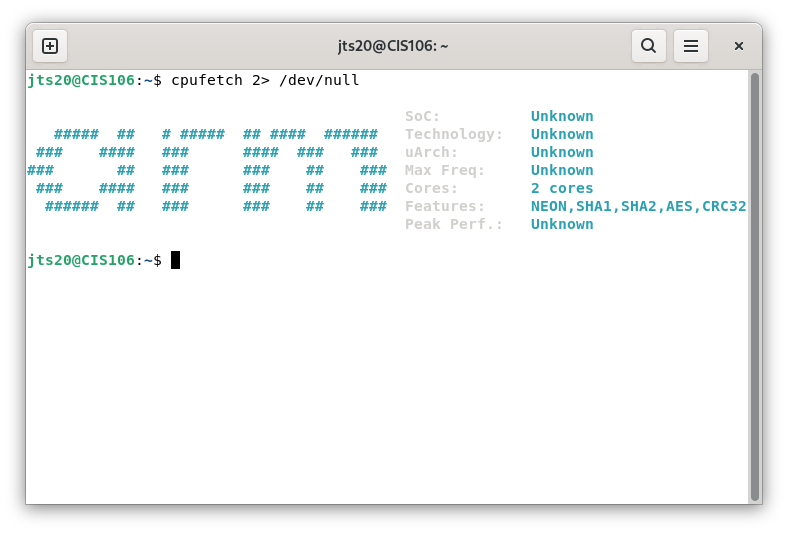 jts20@CIS106: ~
jts20@CIS106:~$ cpufetch 2> /dev/null
SoC: Unknown
##### ## # ##### ## #### ###### Technology: Unknown
### #### ### #### ### ### uArch: Unknown
### ## ### ### ## ### Max Freq: Unknown
### #### ### ### ## ### Cores: 2 cores
###### ## ### ### ## ### Features: NEON,SHA1,SHA2,AES,CRC32
Peak Perf.: Unknown
jts20@CIS106:~$